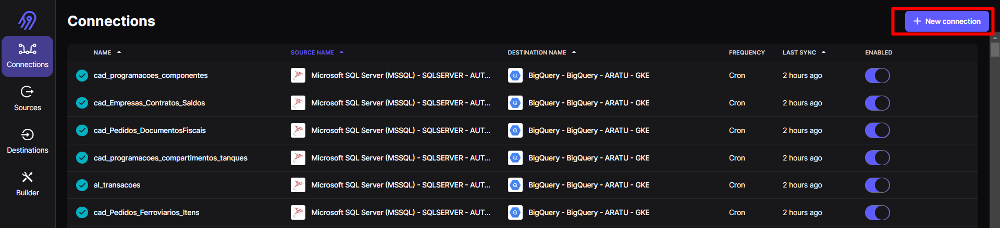 Connections
+ New connection
Connections
Sources
Destinations
Builder
NAME SOURCE NAME DESTINATION NAME FREQUENCY LAST SYNC ENABLED
cad_programacoes_componentes Microsoft SQL Server (MSSQL) - SQLSERVER - AUT... BigQuery - BigQuery - ARATU - GKE Cron 2 hours ago
cad_Empresas_Contratos_Saldos Microsoft SQL Server (MSSQL) - SQLSERVER - AUT... BigQuery - BigQuery - ARATU - GKE Cron 2 hours ago
cad_Pedidos_DocumentosFiscais Microsoft SQL Server (MSSQL) - SQLSERVER - AUT... BigQuery - BigQuery - ARATU - GKE Cron 2 hours ago
cad_programacoes_compartimentos_tanques Microsoft SQL Server (MSSQL) - SQLSERVER - AUT... BigQuery - BigQuery - ARATU - GKE Cron 2 hours ago
al_transacoes Microsoft SQL Server (MSSQL) - SQLSERVER - AUT... BigQuery - BigQuery - ARATU - GKE Cron 2 hours ago
cad_Pedidos_Ferroviarios_Itens Microsoft SQL Server (MSSQL) - SQLSERVER - AUT... BigQuery - BigQuery - ARATU - GKE Cron 2 hours ago